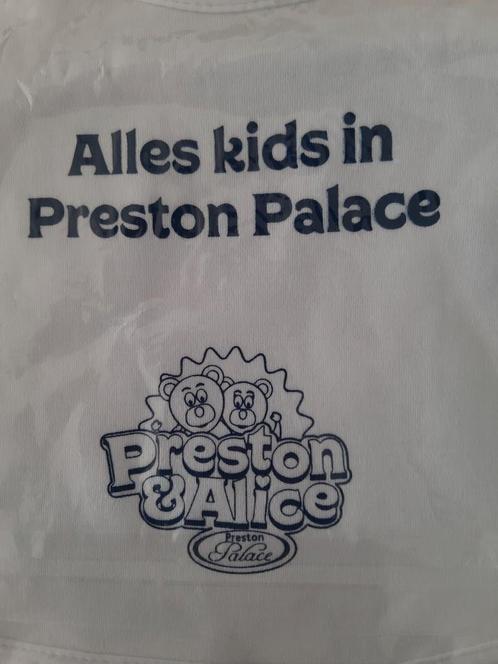 Alles kids in
Preston Palace
Preston
& Alice
Preston
Palace